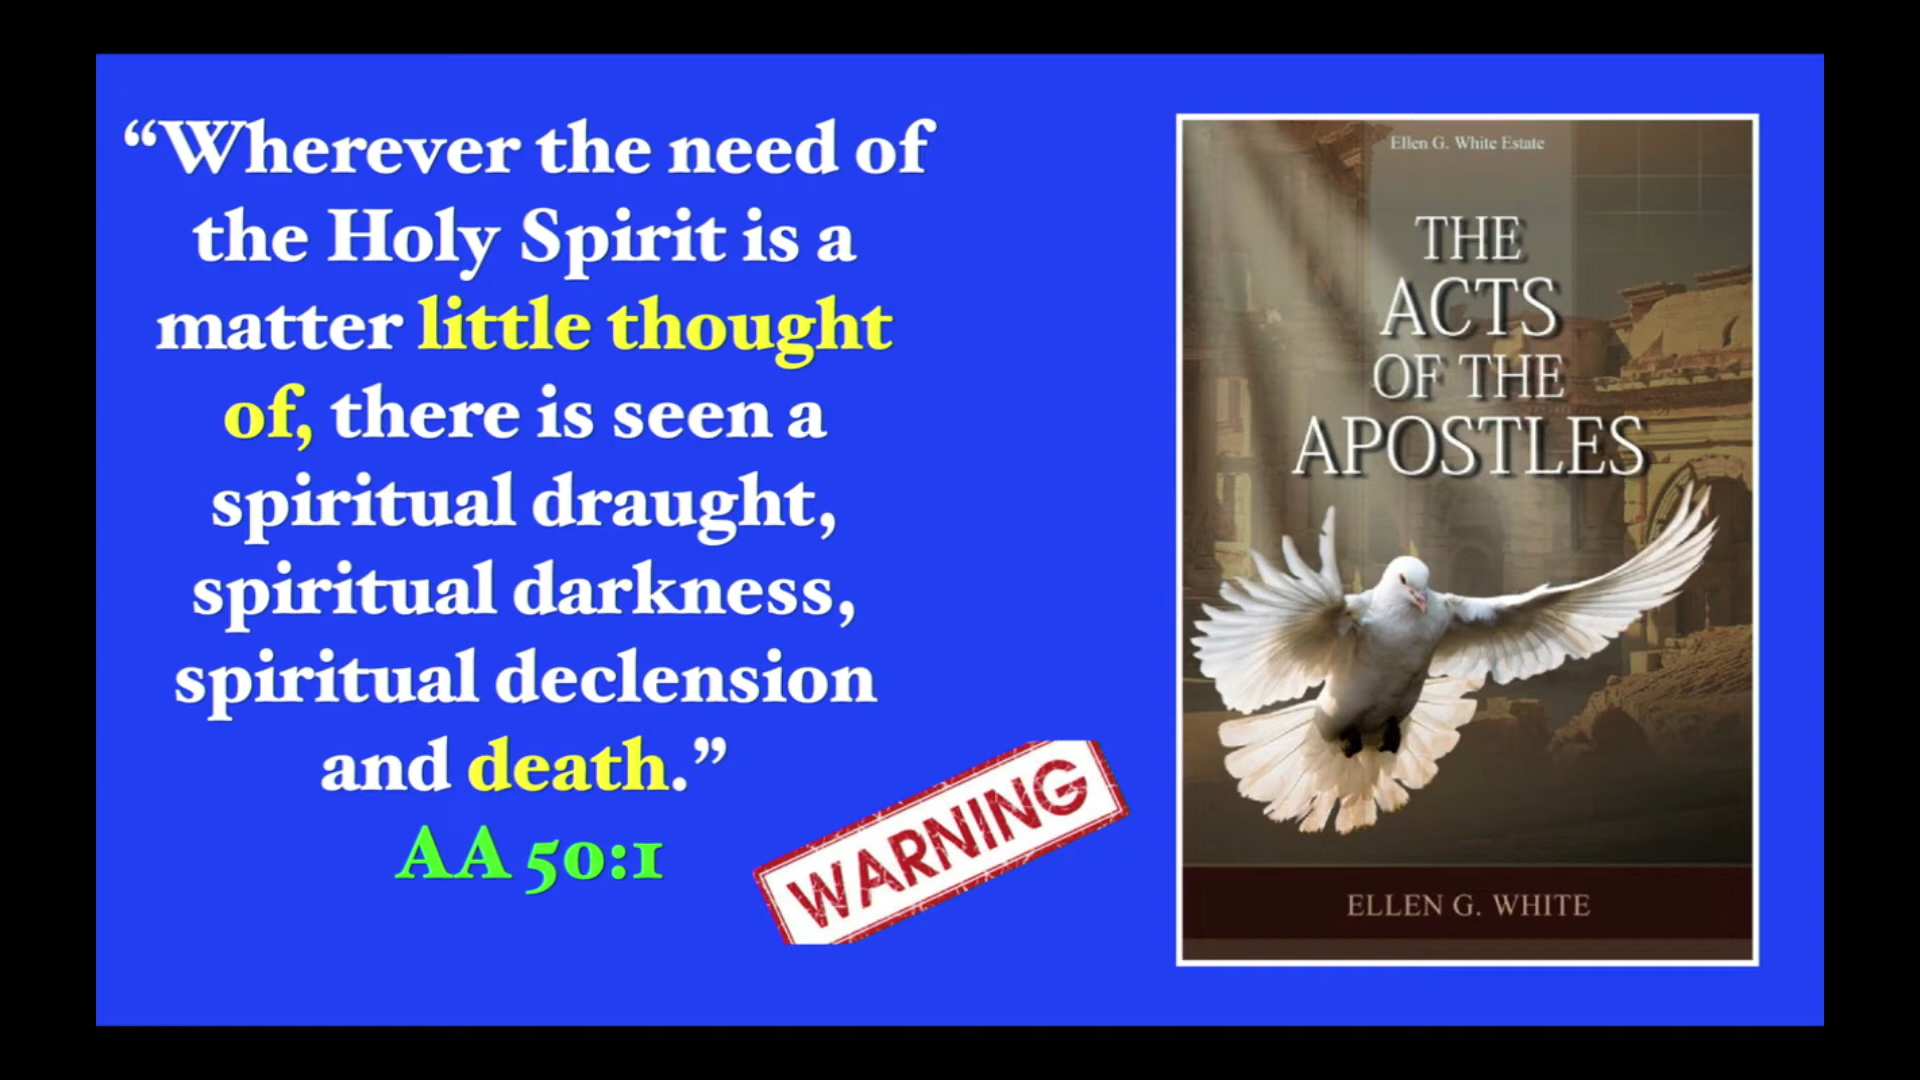 “Wherever the need of
the Holy Spirit is a
matter little thought
of, there is seen a
spiritual draught,
spiritual darkness,
spiritual declension
and death.”
AA 50:1
WARNING
Ellen G. White Estate
THE
ACTS
OF THE
APOSTLES
ELLEN G. WHITE